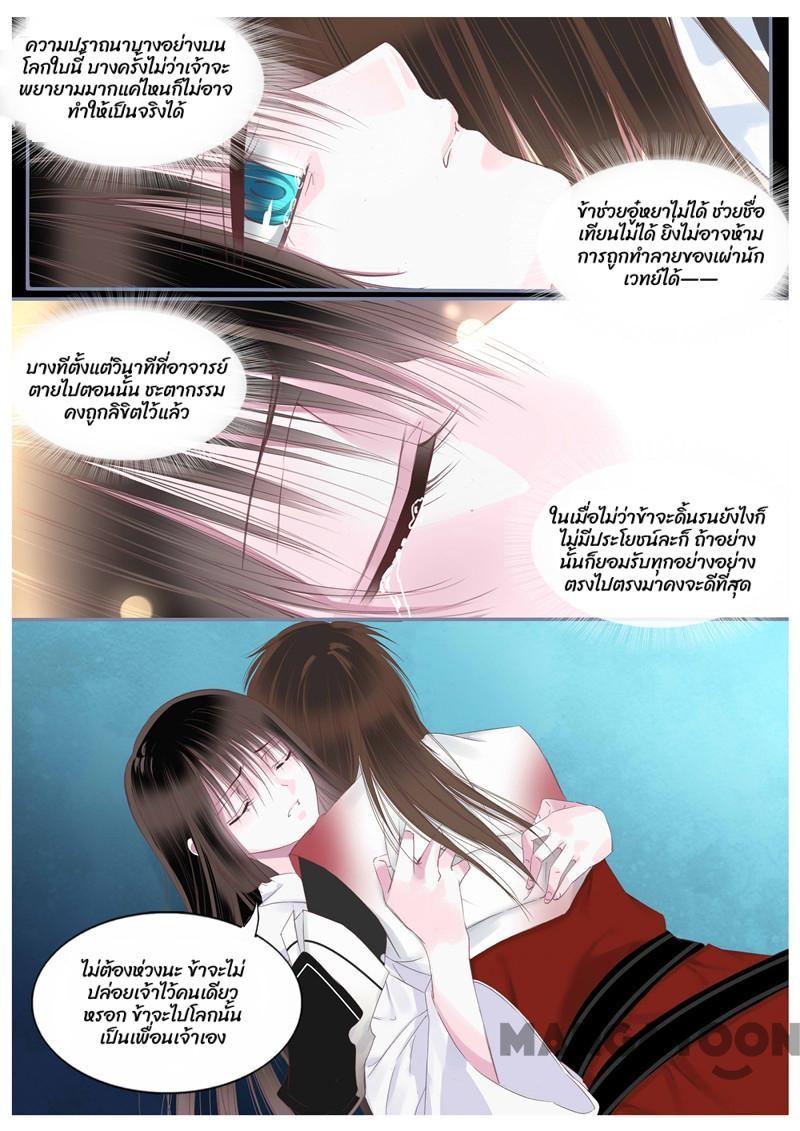 ความปราถนาบางอย่างบน
โลกใบนี้ บางครั้งไม่ว่าเจ้าจะ
พยายามมากแค่ไหนก็ไม่อาจ
ทำให้เป็นจริงได้
ข้าช่วยอู๋หยาไม่ได้ ช่วยชื่อ
เทียนไม่ได้ ยิ่งไม่อาจห้าม
การถูกทำลายของเผ่านัก
เวทย์ได้——
บางทีตั้งแต่วินาทีที่อาจารย์
ตายไปตอนนั้น ชะตากรรม
คงถูกลิขิตไว้แล้ว
ในเมื่อไม่ว่าข้าจะดิ้นรนยังไงก็
ไม่มีประโยชน์ละก็ ถ้าอย่าง
นั้นก็ยอมรับทุกอย่างอย่าง
ตรงไปตรงมาคงจะดีที่สุด
ไม่ต้องห่วงนะ ข้าจะไม่
ปล่อยเจ้าไว้คนเดียว
หรอก ข้าจะไปโลกนั้น
เป็นเพื่อนเจ้าเอง
MANGATOON